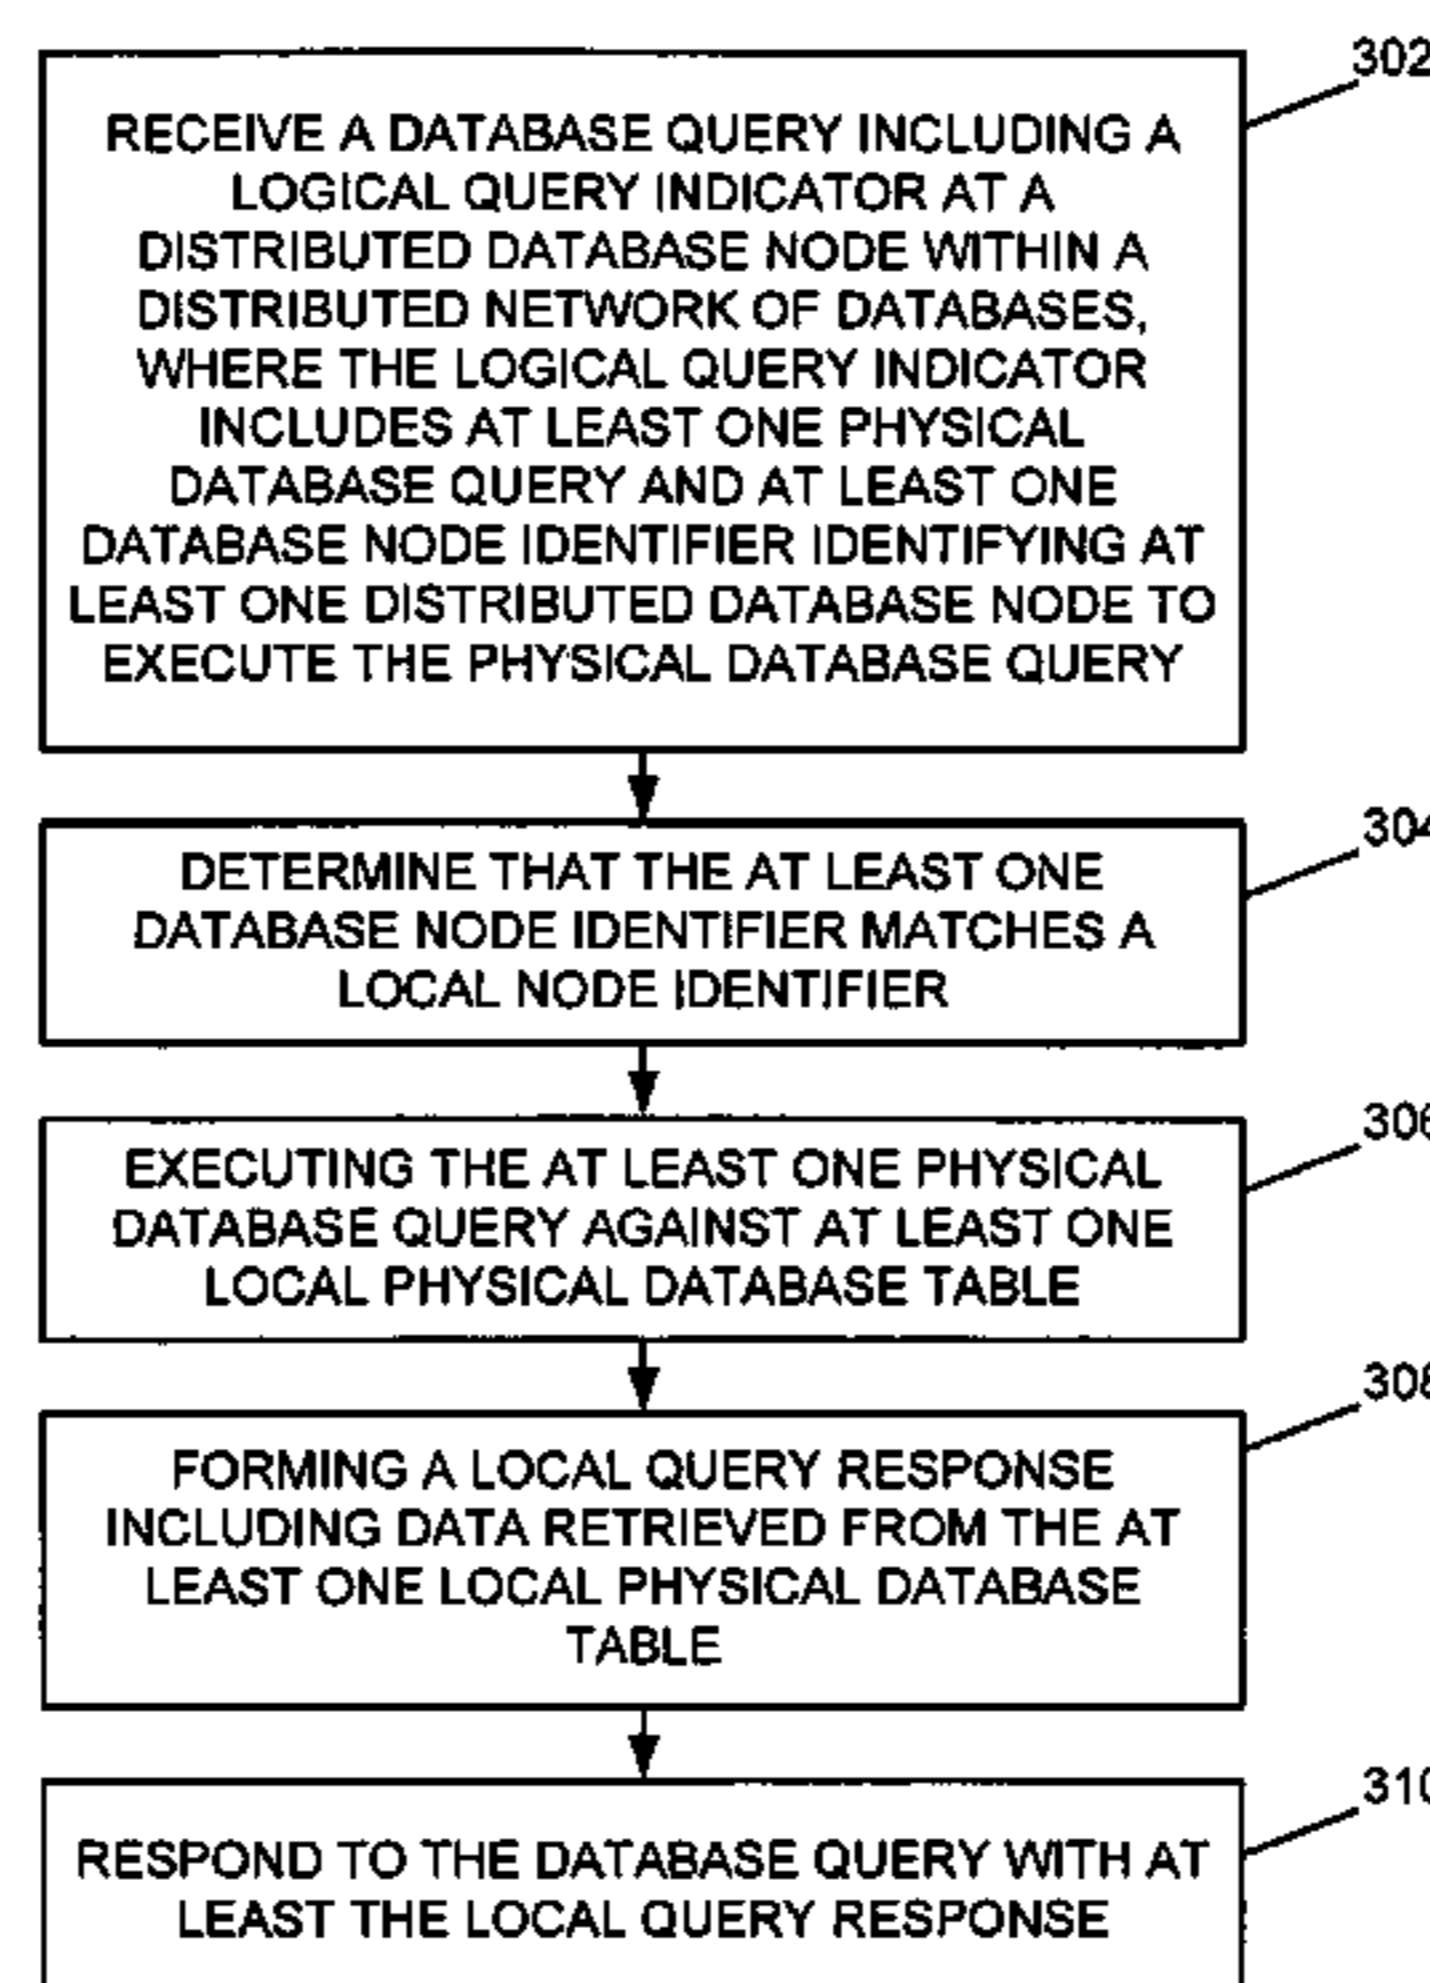 302
RECEIVE A DATABASE QUERY INCLUDING A
LOGICAL QUERY INDICATOR AT A
DISTRIBUTED DATABASE NODE WITHIN A
DISTRIBUTED NETWORK OF DATABASES,
WHERE THE LOGICAL QUERY INDICATOR
INCLUDES AT LEAST ONE PHYSICAL
DATABASE QUERY AND AT LEAST ONE
DATABASE NODE IDENTIFIER IDENTIFYING AT
LEAST ONE DISTRIBUTED DATABASE NODE TO
EXECUTE THE PHYSICAL DATABASE QUERY
304
DETERMINE THAT THE AT LEAST ONE
DATABASE NODE IDENTIFIER MATCHES A
LOCAL NODE IDENTIFIER
306
EXECUTING THE AT LEAST ONE PHYSICAL
DATABASE QUERY AGAINST AT LEAST ONE
LOCAL PHYSICAL DATABASE TABLE
308
FORMING A LOCAL QUERY RESPONSE
INCLUDING DATA RETRIEVED FROM THE AT
LEAST ONE LOCAL PHYSICAL DATABASE
TABLE
310
RESPOND TO THE DATABASE QUERY WITH AT
LEAST THE LOCAL QUERY RESPONSE